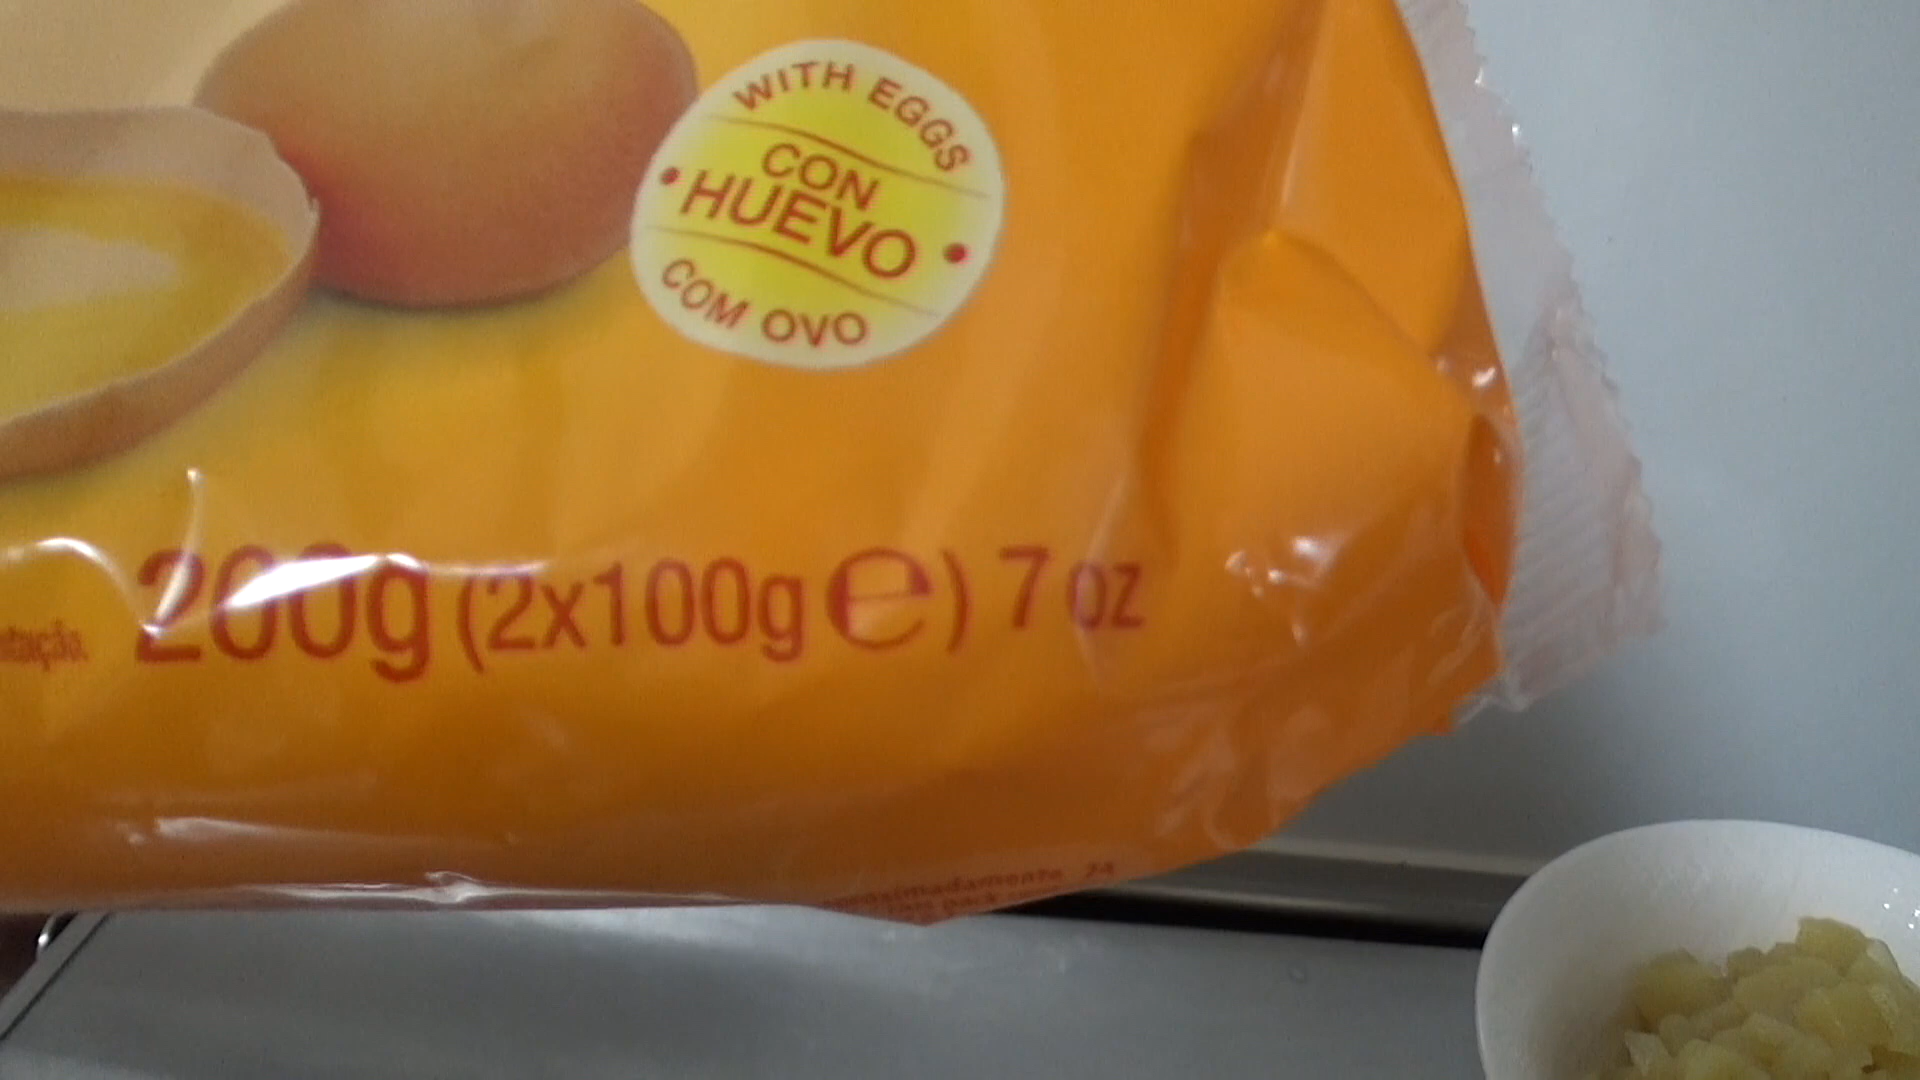 WITH EGGS
CON
• HUEVO •
COM OVO
200g (2x100g ℮) 7 oz